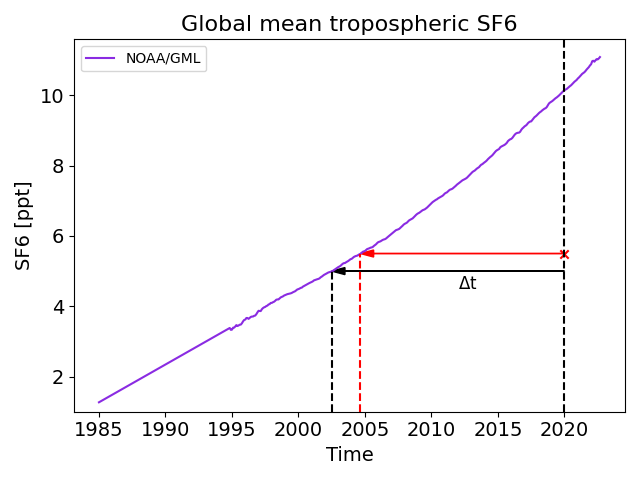 Global mean tropospheric SF6
NOAA/GML
SF6 [ppt]
10
8
6
4
2
Δt
1985 1990 1995 2000 2005 2010 2015 2020
Time